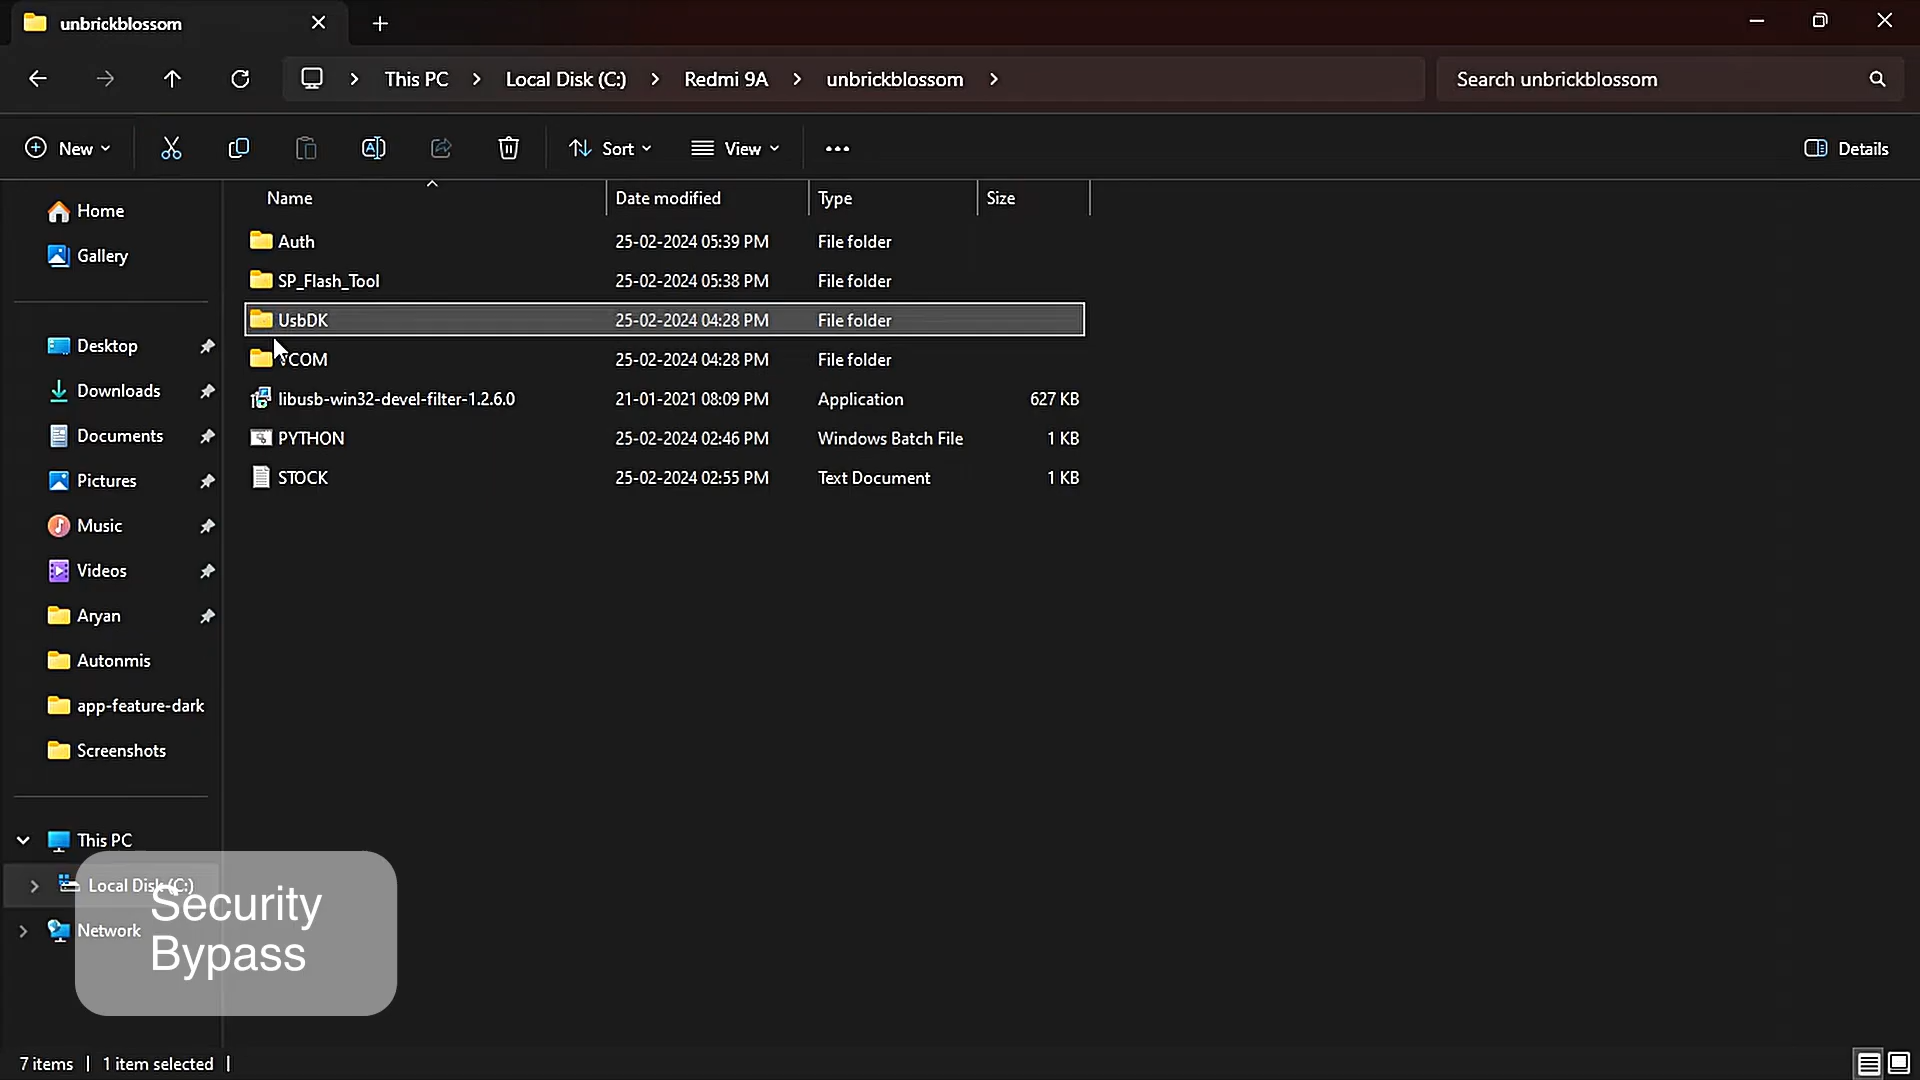 unbrickblossom
This PC > Local Disk (C:) > Redmi 9A > unbrickblossom >
Search unbrickblossom
New
Sort
View
Details
Name Date modified Type Size
Home
Gallery
Desktop
Downloads
Documents
Pictures
Music
Videos
Aryan
Autonmis
app-feature-dark
Screenshots
This PC
Local Disk (C:)
Network
Auth 25-02-2024 05:39 PM File folder
SP_Flash_Tool 25-02-2024 05:38 PM File folder
UsbDK 25-02-2024 04:28 PM File folder
VCOM 25-02-2024 04:28 PM File folder
libusb-win32-devel-filter-1.2.6.0 21-01-2021 08:09 PM Application 627 KB
PYTHON 25-02-2024 02:46 PM Windows Batch File 1 KB
STOCK 25-02-2024 02:55 PM Text Document 1 KB
Security
Bypass
7 items | 1 item selected |